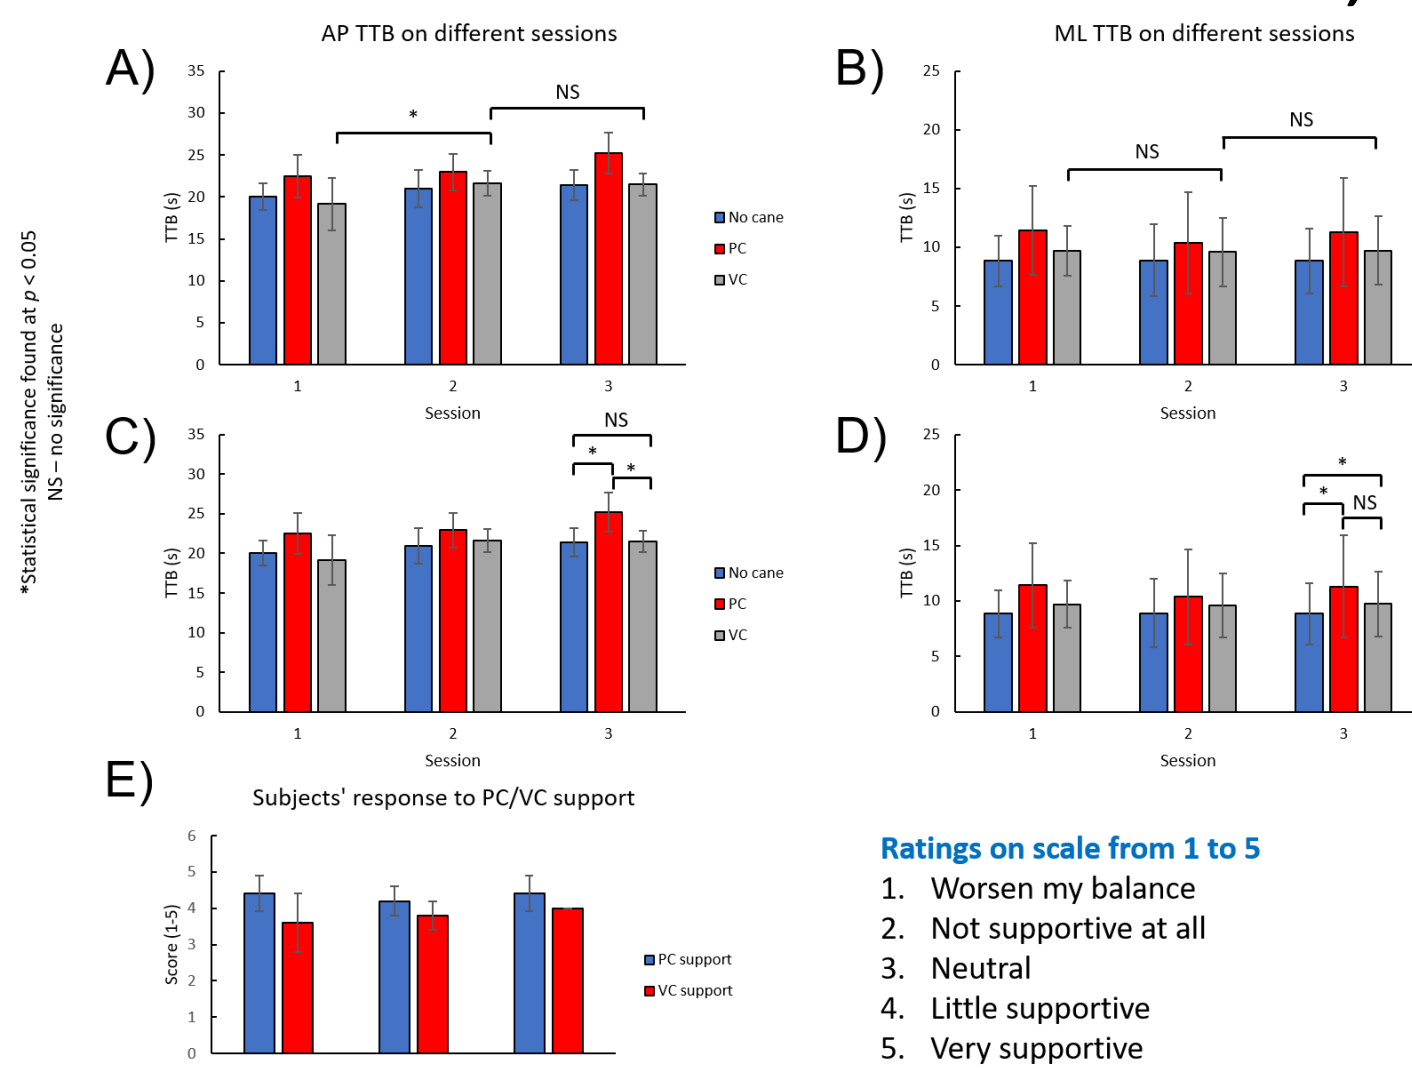 AP TTB on different sessions
ML TTB on different sessions
A)
35
30
25
20
15
10
5
0
TTB (s)
*
NS
1
2
3
Session
No cane
PC
VC
B)
25
20
15
10
5
0
TTB (s)
NS
NS
1
2
3
Session
*Statistical significance found at p < 0.05
NS – no significance
C)
35
30
25
20
15
10
5
0
TTB (s)
NS
*
*
1
2
3
Session
No cane
PC
VC
D)
25
20
15
10
5
0
TTB (s)
*
*
NS
1
2
3
Session
E)
Subjects' response to PC/VC support
6
5
4
3
2
1
0
Score (1-5)
PC support
VC support
Ratings on scale from 1 to 5
1. Worsen my balance
2. Not supportive at all
3. Neutral
4. Little supportive
5. Very supportive